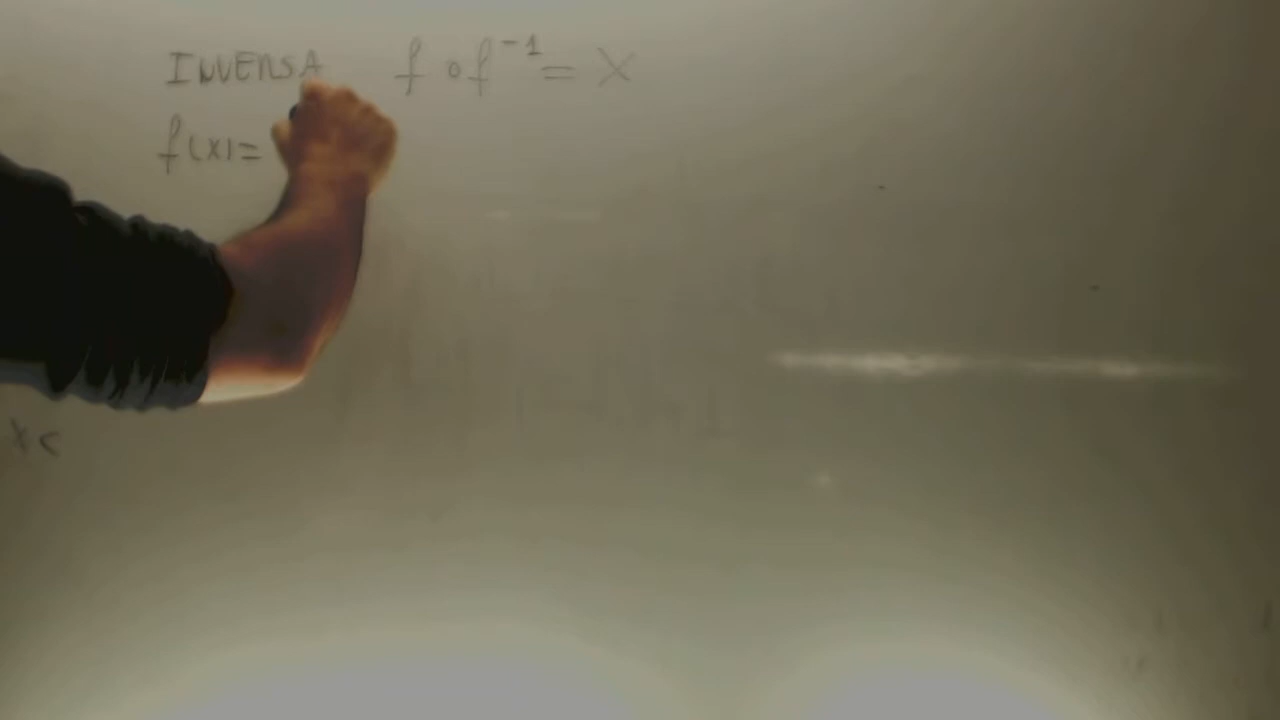 INVERSA f o f⁻¹ = X
f(x) =
X <